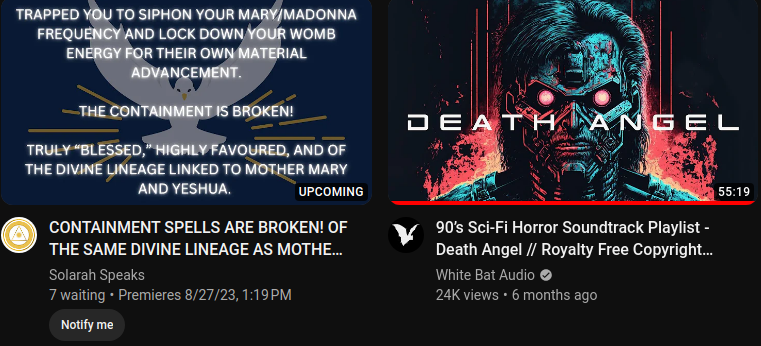 TRAPPED YOU TO SIPHON YOUR MARY/MADONNA
FREQUENCY AND LOCK DOWN YOUR WOMB
ENERGY FOR THEIR OWN MATERIAL
ADVANCEMENT.
THE CONTAINMENT IS BROKEN!
TRULY “BLESSED,” HIGHLY FAVOURED, AND OF
THE DIVINE LINEAGE LINKED TO MOTHER MARY
AND YESHUA.
UPCOMING
CONTAINMENT SPELLS ARE BROKEN! OF
THE SAME DIVINE LINEAGE AS MOTHE...
Solarah Speaks
7 waiting • Premieres 8/27/23, 1:19 PM
Notify me
DEATH ANGEL
55:19
90’s Sci-Fi Horror Soundtrack Playlist -
Death Angel // Royalty Free Copyright...
White Bat Audio
24K views • 6 months ago